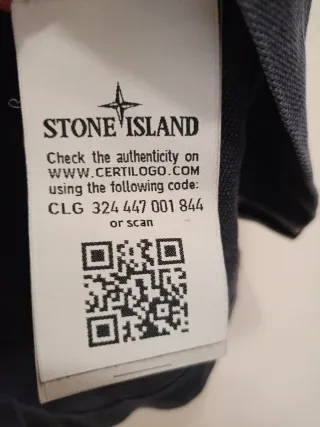 STONE ISLAND
Check the authenticity on
WWW.CERTILOGO.COM
using the following code:
CLG 324 447 001 844
or scan